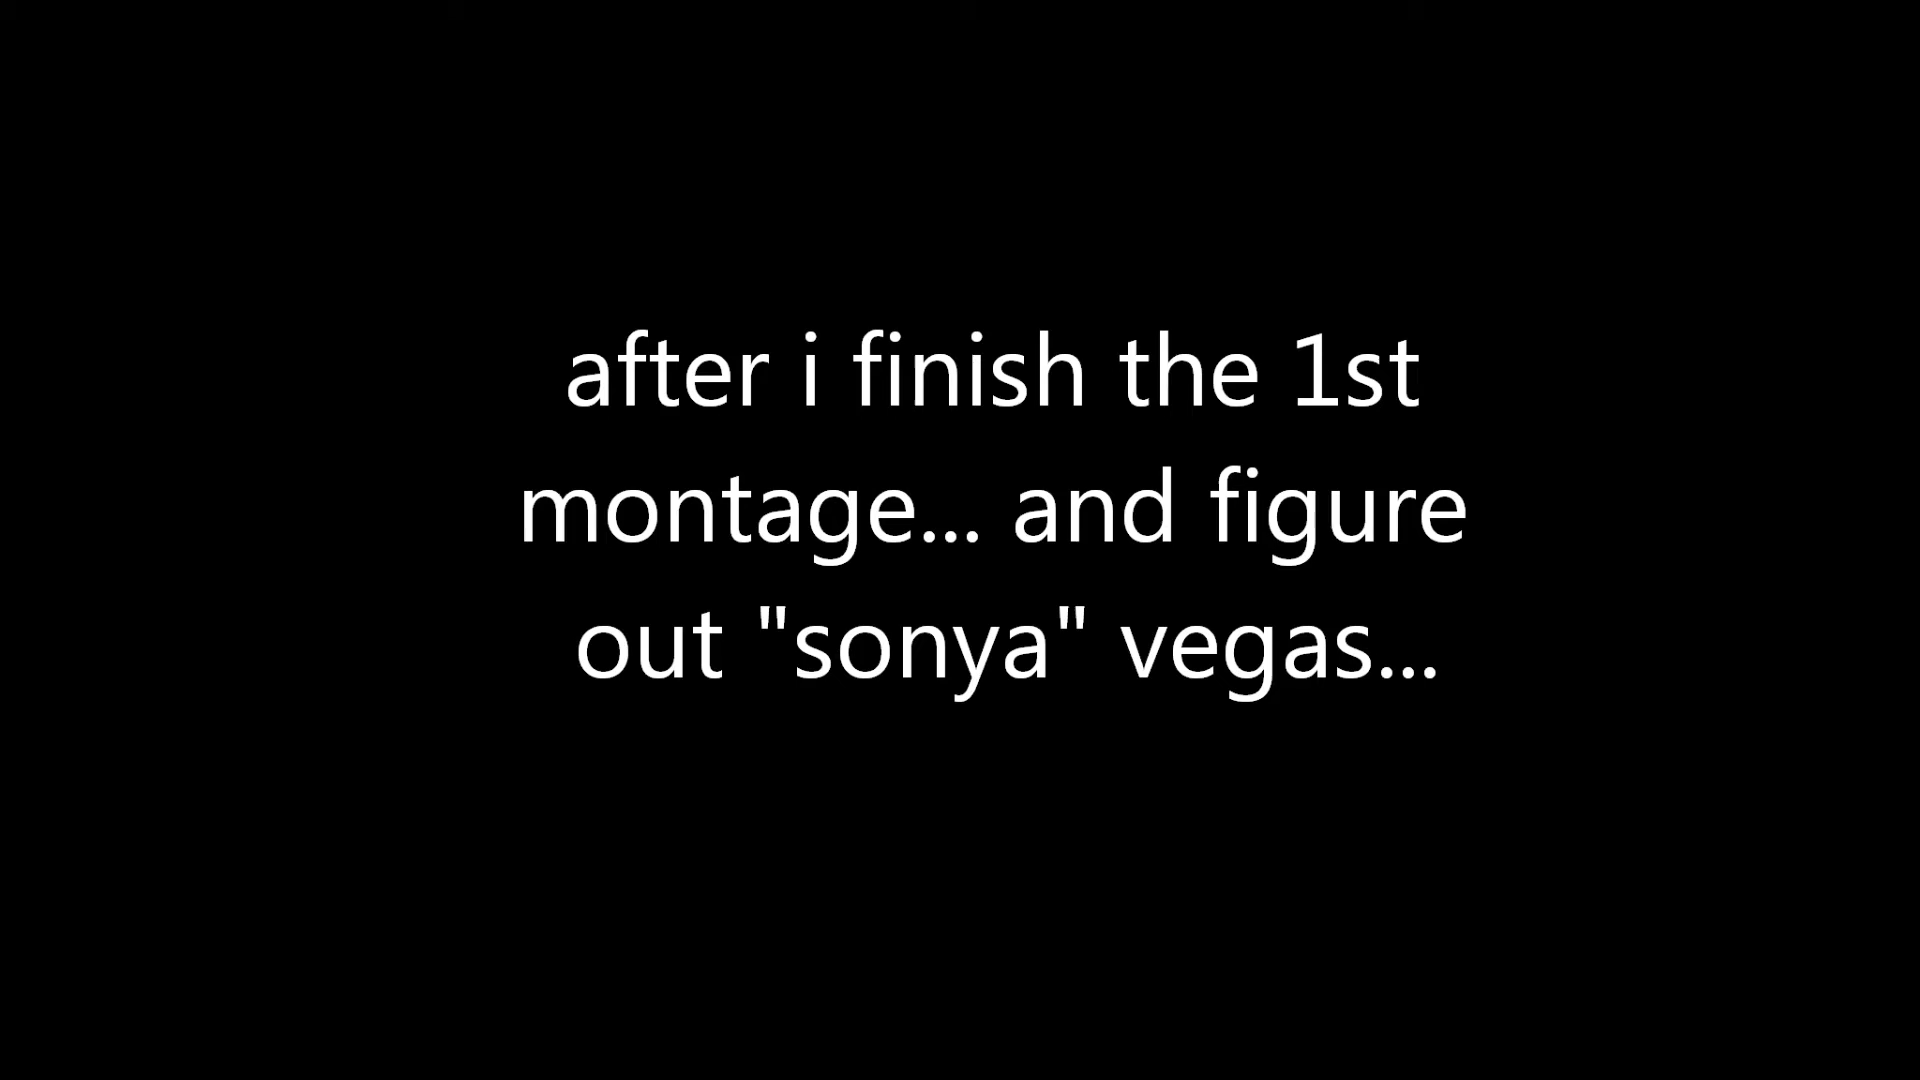 after i finish the 1st
montage... and figure
out "sonya" vegas...